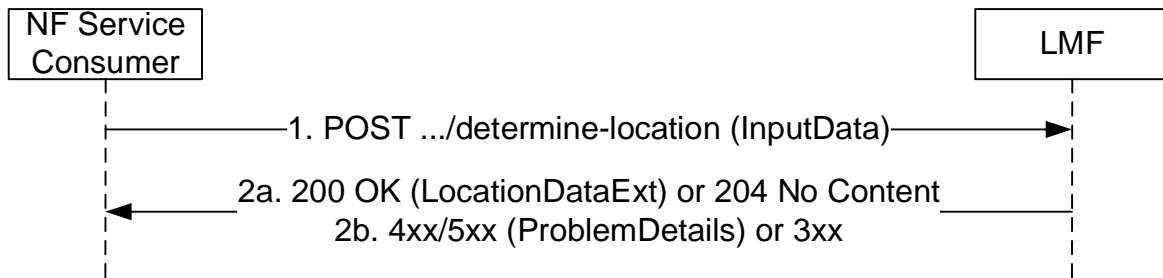 NF Service
Consumer
LMF
1. POST .../determine-location (InputData)
2a. 200 OK (LocationDataExt) or 204 No Content
2b. 4xx/5xx (ProblemDetails) or 3xx